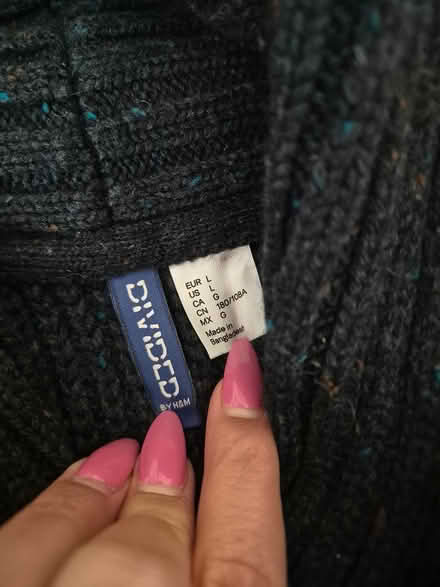 DIVIDED
BY H&M
EUR L
US L
CA G
CN 180/108A
MX G
Made in
Bangladesh